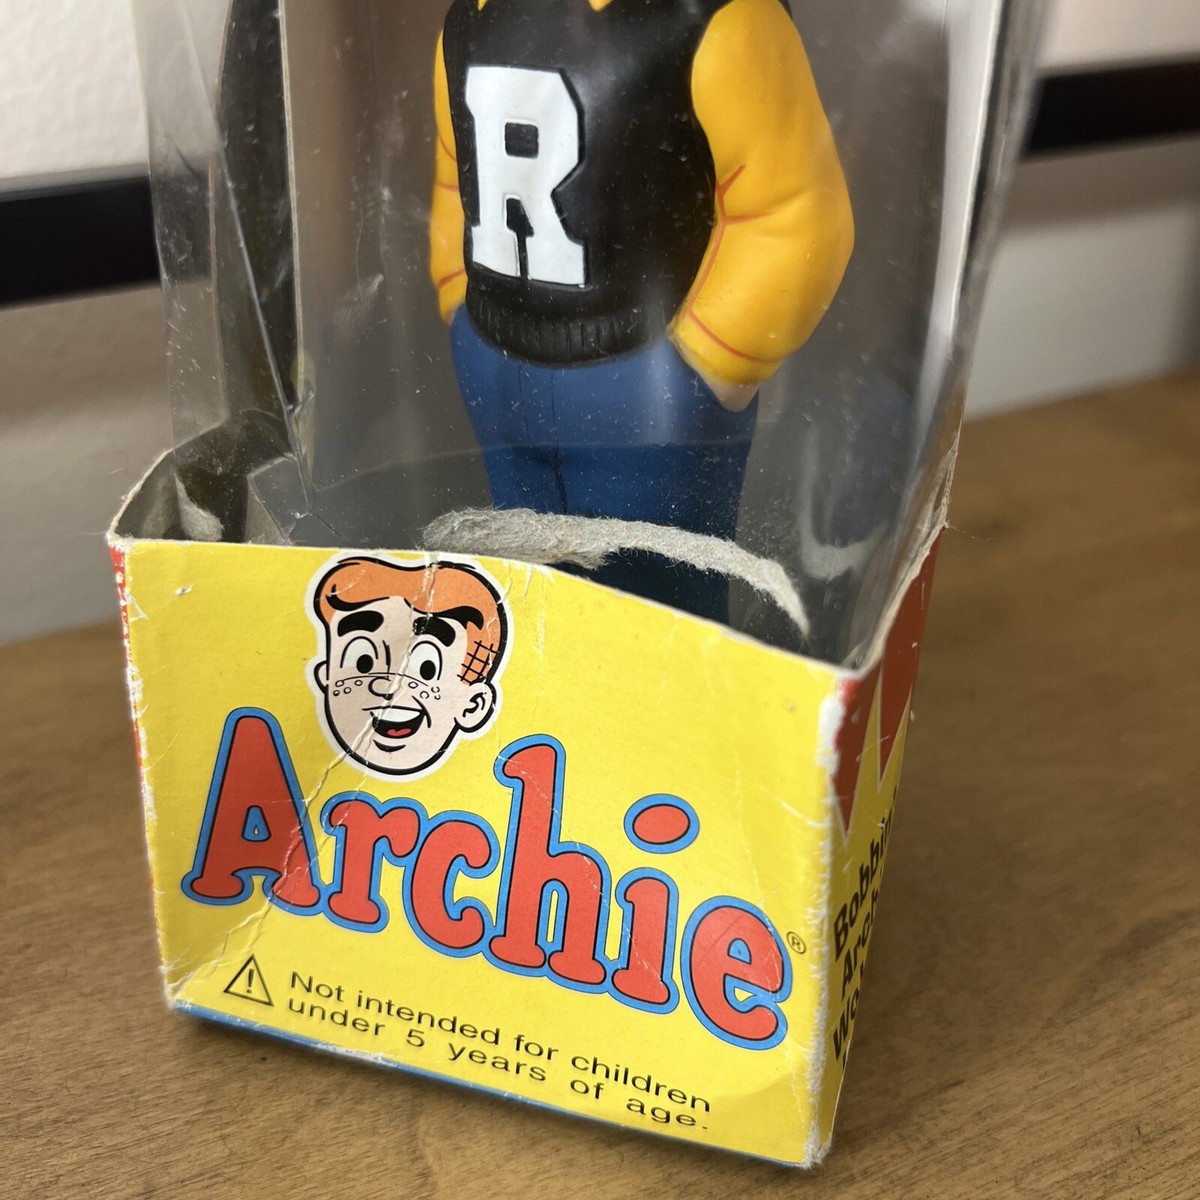 R
Archie®
Not intended for children
under 5 years of age.